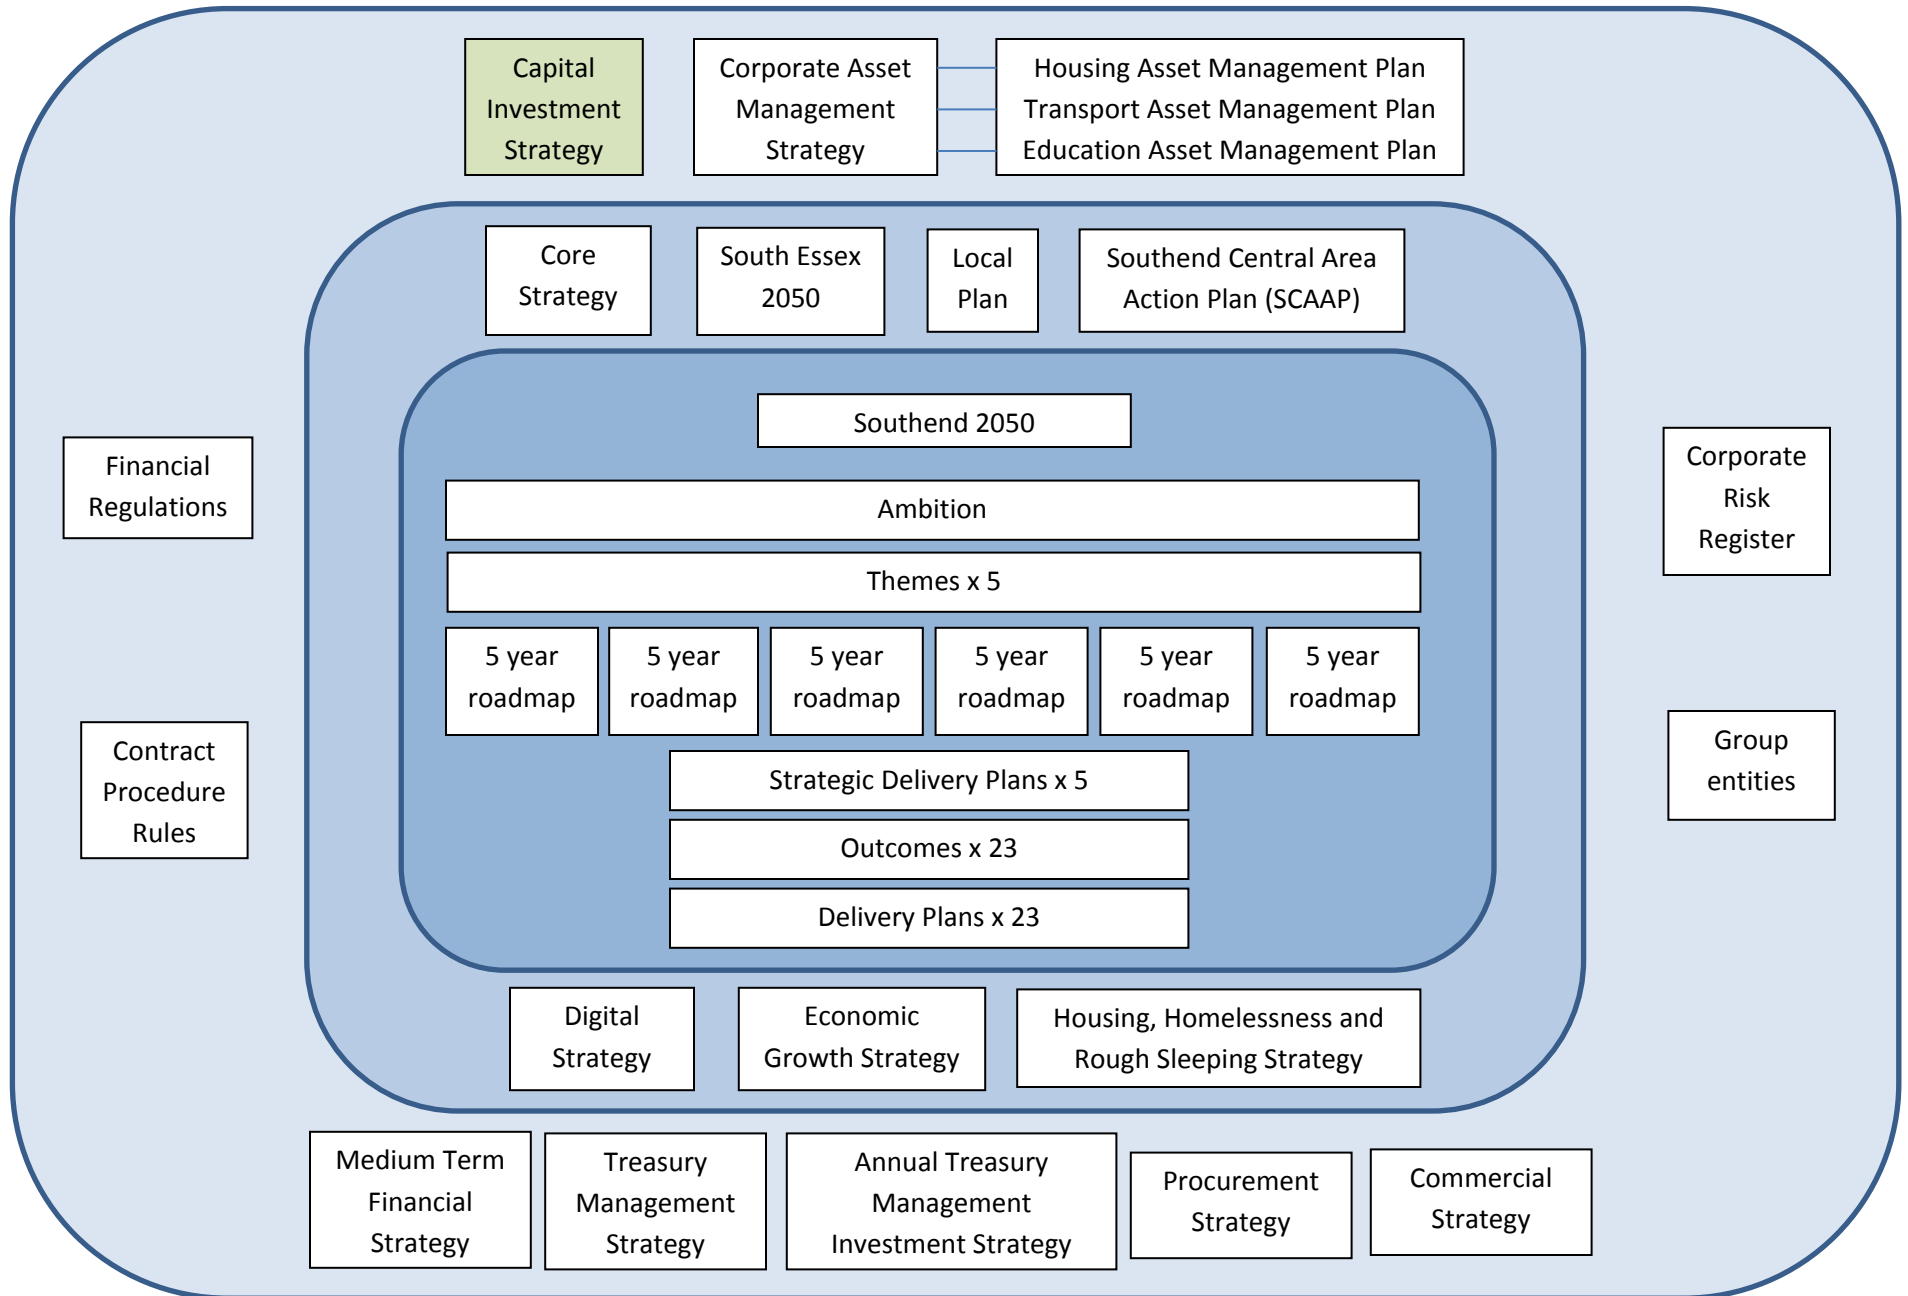 Capital
Investment
Strategy
Corporate Asset
Management
Strategy
Housing Asset Management Plan
Transport Asset Management Plan
Education Asset Management Plan
Core
Strategy
South Essex
2050
Local
Plan
Southend Central Area
Action Plan (SCAAP)
Southend 2050
Financial
Regulations
Corporate
Risk
Register
Ambition
Themes x 5
5 year
roadmap
5 year
roadmap
5 year
roadmap
5 year
roadmap
5 year
roadmap
5 year
roadmap
Contract
Procedure
Rules
Group
entities
Strategic Delivery Plans x 5
Outcomes x 23
Delivery Plans x 23
Digital
Strategy
Economic
Growth Strategy
Housing, Homelessness and
Rough Sleeping Strategy
Medium Term
Financial
Strategy
Treasury
Management
Strategy
Annual Treasury
Management
Investment Strategy
Procurement
Strategy
Commercial
Strategy